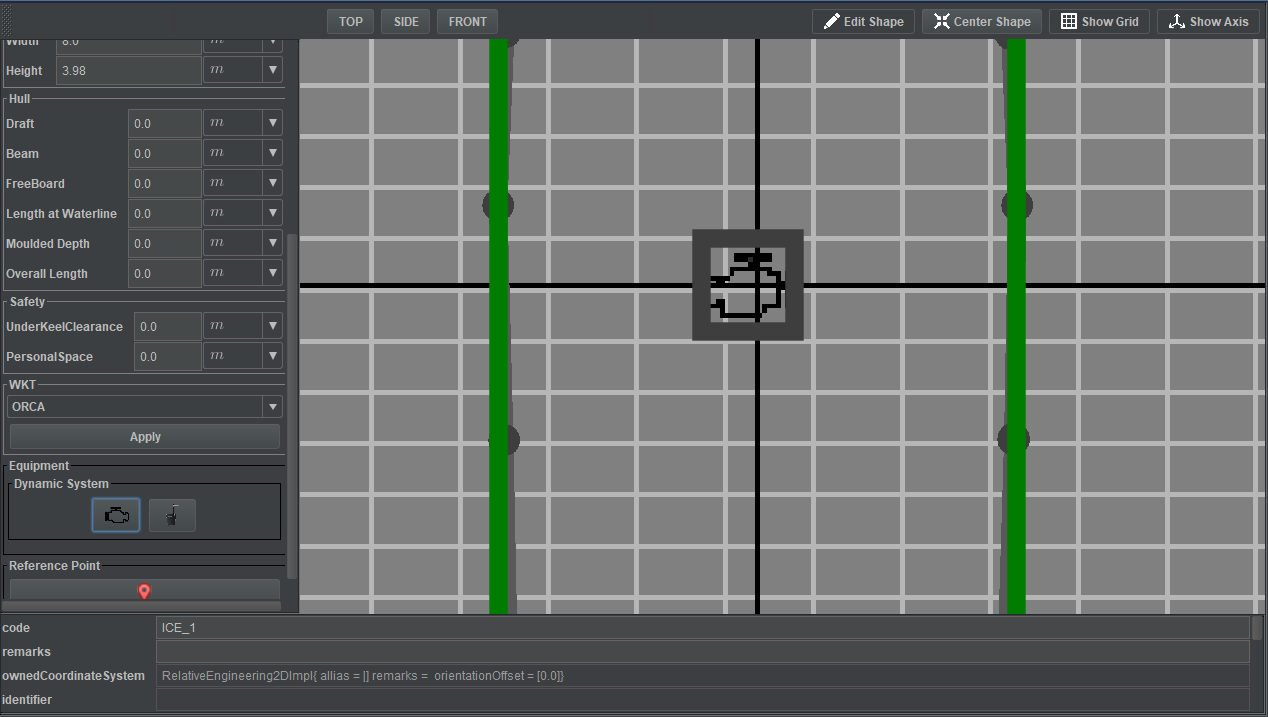 TOP SIDE FRONT Edit Shape Center Shape Show Grid Show Axis
Width 8.0 m
Height 3.98 m
Hull
Draft 0.0 m
Beam 0.0 m
FreeBoard 0.0 m
Length at Waterline 0.0 m
Moulded Depth 0.0 m
Overall Length 0.0 m
Safety
UnderKeelClearance 0.0 m
PersonalSpace 0.0 m
WKT
ORCA
Apply
Equipment
Dynamic System
Reference Point
code ICE_1
remarks
ownedCoordinateSystem RelativeEngineering2DImpl{ allias = |] remarks =  orientationOffset = [0.0]}
identifier